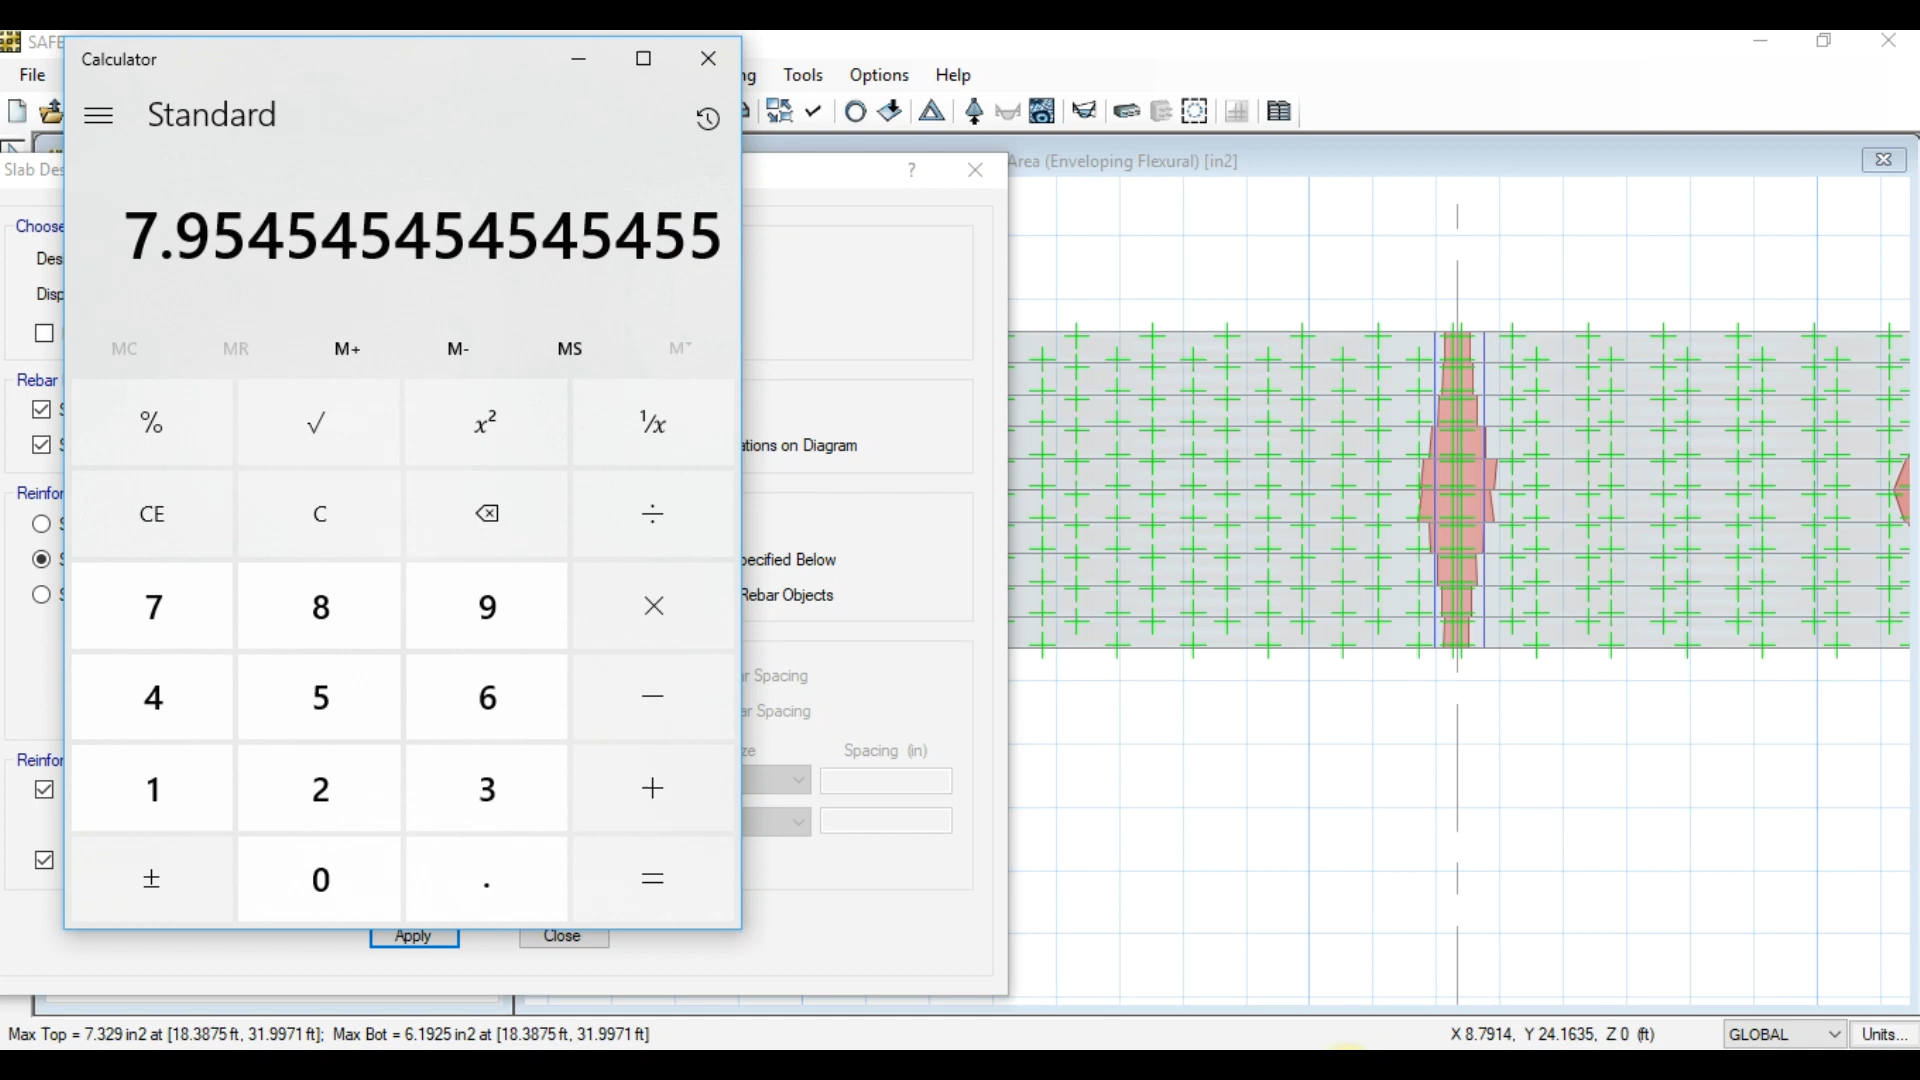 SAFE
Calculator
File
ng Tools Options Help
Standard
Slab Des
?
Area (Enveloping Flexural) [in2]
7.954545454545455
Choose
Des
Disp
MC MR M+ M- MS M˅
Rebar
% √ x² ¹/x
ations on Diagram
Reinfor
CE C ÷
ecified Below
Rebar Objects
7 8 9 ×
r Spacing
ar Spacing
4 5 6 −
ze Spacing (in)
Reinfor
1 2 3 +
± 0 . =
Apply Close
Max Top = 7.329 in2 at [18.3875 ft, 31.9971 ft]; Max Bot = 6.1925 in2 at [18.3875 ft, 31.9971 ft]
X 8.7914, Y 24.1635, Z 0 (ft)
GLOBAL
Units...